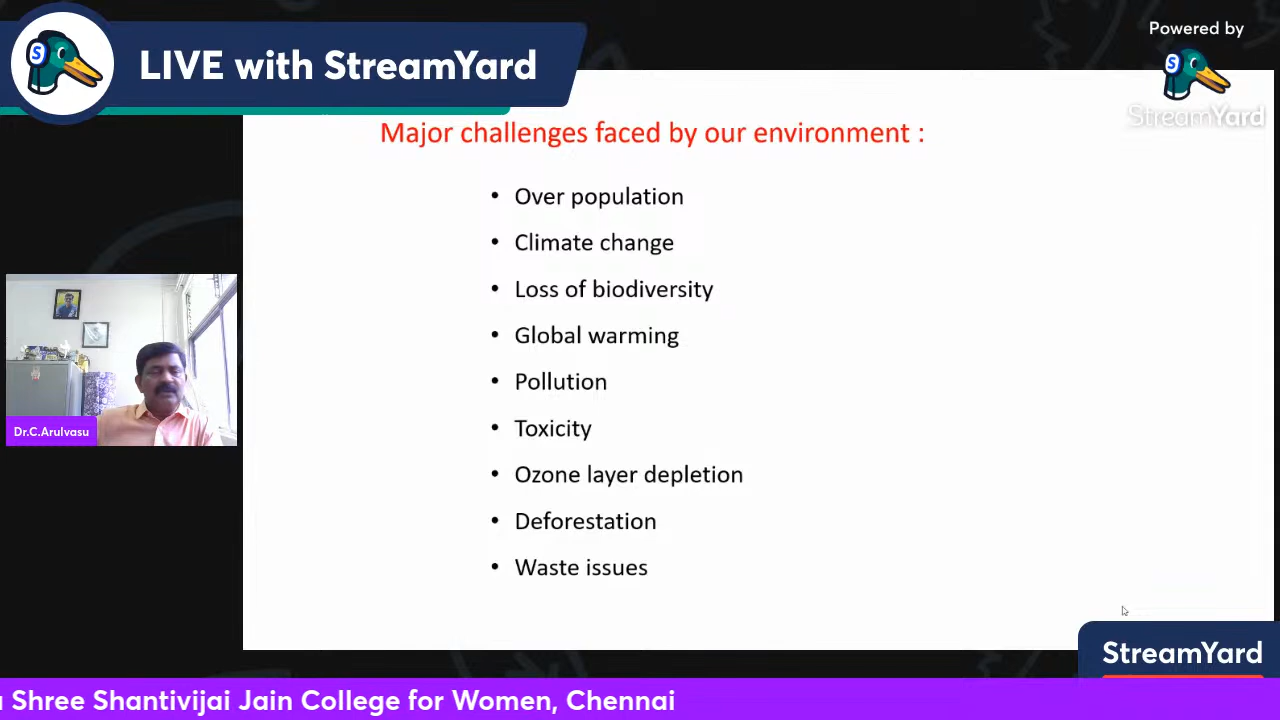 LIVE with StreamYard
Powered by
StreamYard
Major challenges faced by our environment :
• Over population
• Climate change
• Loss of biodiversity
• Global warming
• Pollution
• Toxicity
• Ozone layer depletion
• Deforestation
• Waste issues
Dr.C.Arulvasu
StreamYard
Shree Shantivijai Jain College for Women, Chennai